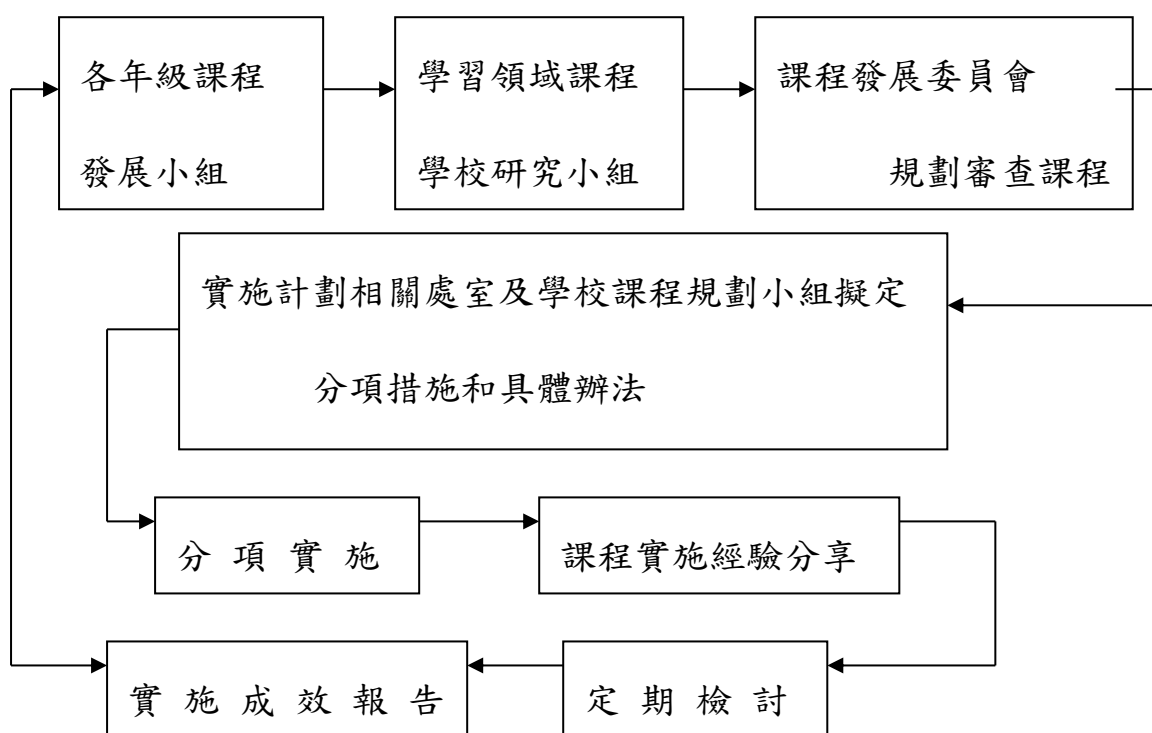 各年級課程
發展小組
學習領域課程
學校研究小組
課程發展委員會
規劃審查課程
實施計劃相關處室及學校課程規劃小組擬定
分項措施和具體辦法
分項實施
課程實施經驗分享
實施成效報告
定期檢討